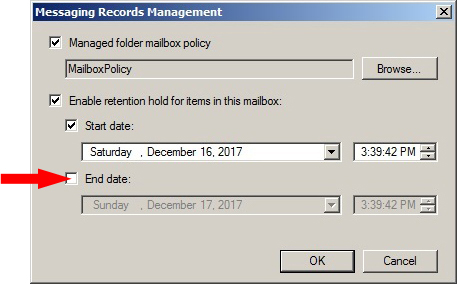 Messaging Records Management
Managed folder mailbox policy
MailboxPolicy Browse...
Enable retention hold for items in this mailbox:
Start date:
Saturday , December 16, 2017 3:39:42 PM
End date:
Sunday , December 17, 2017 3:39:42 PM
OK Cancel